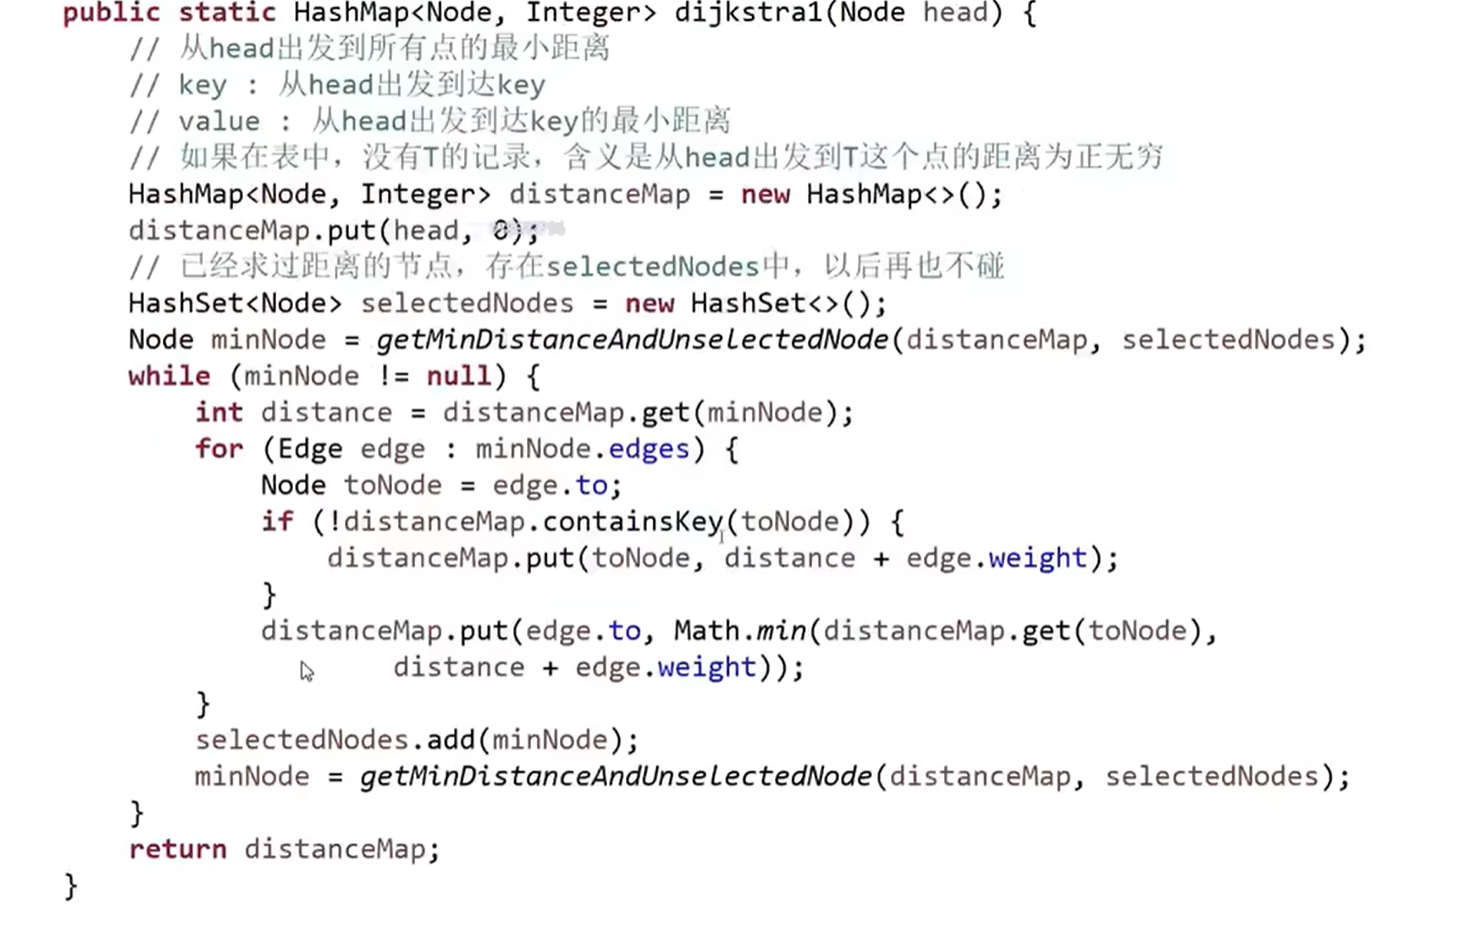 public static HashMap<Node, Integer> dijkstra1(Node head) {
// 从head出发到所有点的最小距离
// key : 从head出发到达key
// value : 从head出发到达key的最小距离
// 如果在表中，没有T的记录，含义是从head出发到T这个点的距离为正无穷
HashMap<Node, Integer> distanceMap = new HashMap<>();
distanceMap.put(head, 0);
// 已经求过距离的节点，存在selectedNodes中，以后再也不碰
HashSet<Node> selectedNodes = new HashSet<>();
Node minNode = getMinDistanceAndUnselectedNode(distanceMap, selectedNodes);
while (minNode != null) {
int distance = distanceMap.get(minNode);
for (Edge edge : minNode.edges) {
Node toNode = edge.to;
if (!distanceMap.containsKey(toNode)) {
distanceMap.put(toNode, distance + edge.weight);
}
distanceMap.put(edge.to, Math.min(distanceMap.get(toNode),
distance + edge.weight));
}
selectedNodes.add(minNode);
minNode = getMinDistanceAndUnselectedNode(distanceMap, selectedNodes);
}
return distanceMap;
}